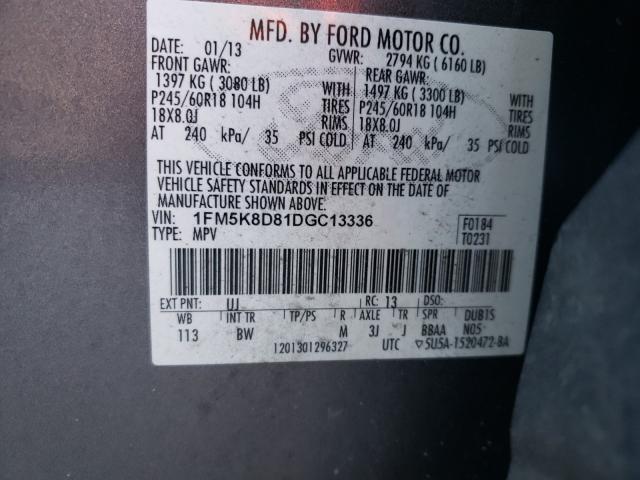 MFD. BY FORD MOTOR CO.
DATE: 01/13 GVWR: 2794 KG ( 6160 LB)
FRONT GAWR: REAR GAWR:
1397 KG ( 3080 LB) WITH 1497 KG ( 3300 LB) WITH
P245/60R18 104H TIRES P245/60R18 104H TIRES
18X8.0J RIMS 18X8.0J RIMS
AT 240 kPa/ 35 PSI COLD AT 240 kPa/ 35 PSI COLD
THIS VEHICLE CONFORMS TO ALL APPLICABLE FEDERAL MOTOR
VEHICLE SAFETY STANDARDS IN EFFECT ON THE DATE OF
MANUFACTURE SHOWN ABOVE.
VIN: 1FM5K8D81DGC13336 F0184
TYPE: MPV T0231
EXT PNT: UJ RC: 13 DSO:
WB INT TR TP/PS R AXLE TR SPR DUB1S
113 BW M 3J J BBAA N05
1201301296327 UTC ▽5U5A-1520472-BA